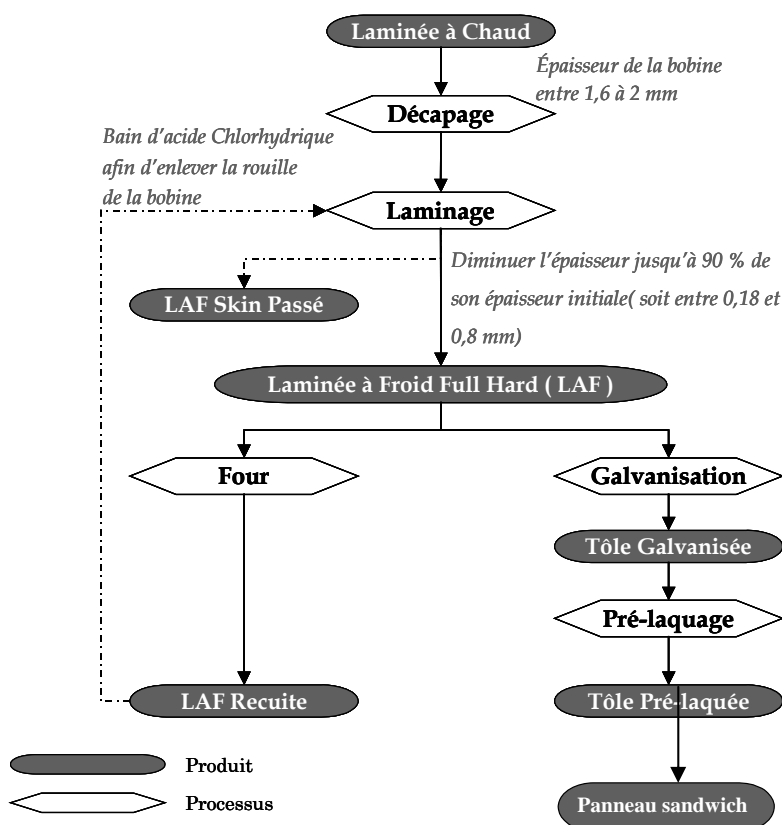 Laminée à Chaud
Épaisseur de la bobine
entre 1,6 à 2 mm
Décapage
Bain d'acide Chlorhydrique
afin d'enlever la rouille
de la bobine
Laminage
Diminuer l'épaisseur jusqu'à 90 % de
son épaisseur initiale( soit entre 0,18 et
0,8 mm)
LAF Skin Passé
Laminée à Froid Full Hard ( LAF )
Four
Galvanisation
Tôle Galvanisée
Pré-laquage
LAF Recuite
Tôle Pré-laquée
Produit
Processus
Panneau sandwich